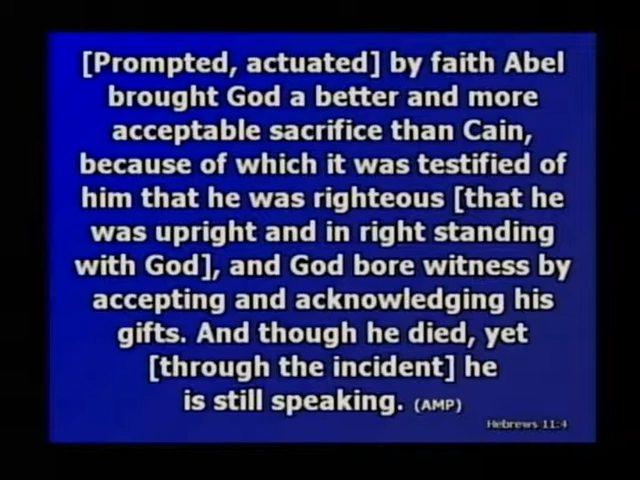 [Prompted, actuated] by faith Abel
brought God a better and more
acceptable sacrifice than Cain,
because of which it was testified of
him that he was righteous [that he
was upright and in right standing
with God], and God bore witness by
accepting and acknowledging his
gifts. And though he died, yet
[through the incident] he
is still speaking. (AMP)
Hebrews 11:4